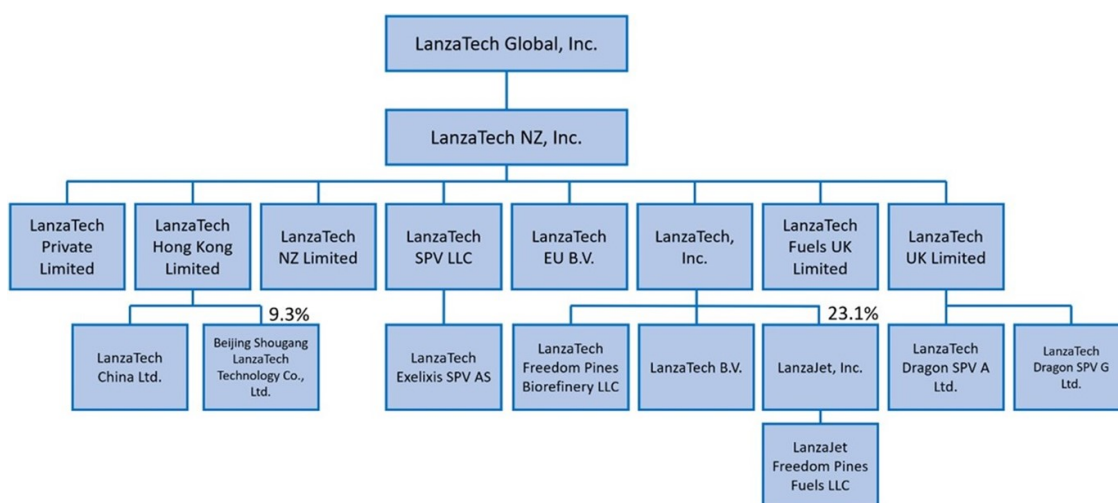 LanzaTech Global, Inc.
LanzaTech NZ, Inc.
LanzaTech
Private
Limited
LanzaTech
Hong Kong
Limited
LanzaTech
NZ Limited
LanzaTech
SPV LLC
LanzaTech
EU B.V.
LanzaTech,
Inc.
LanzaTech
Fuels UK
Limited
LanzaTech
UK Limited
9.3%
23.1%
LanzaTech
China Ltd.
Beijing Shougang
LanzaTech
Technology Co.,
Ltd.
LanzaTech
Exelixis SPV AS
LanzaTech
Freedom Pines
Biorefinery LLC
LanzaTech B.V.
LanzaJet, Inc.
LanzaTech
Dragon SPV A
Ltd.
LanzaTech
Dragon SPV G
Ltd.
LanzaJet
Freedom Pines
Fuels LLC